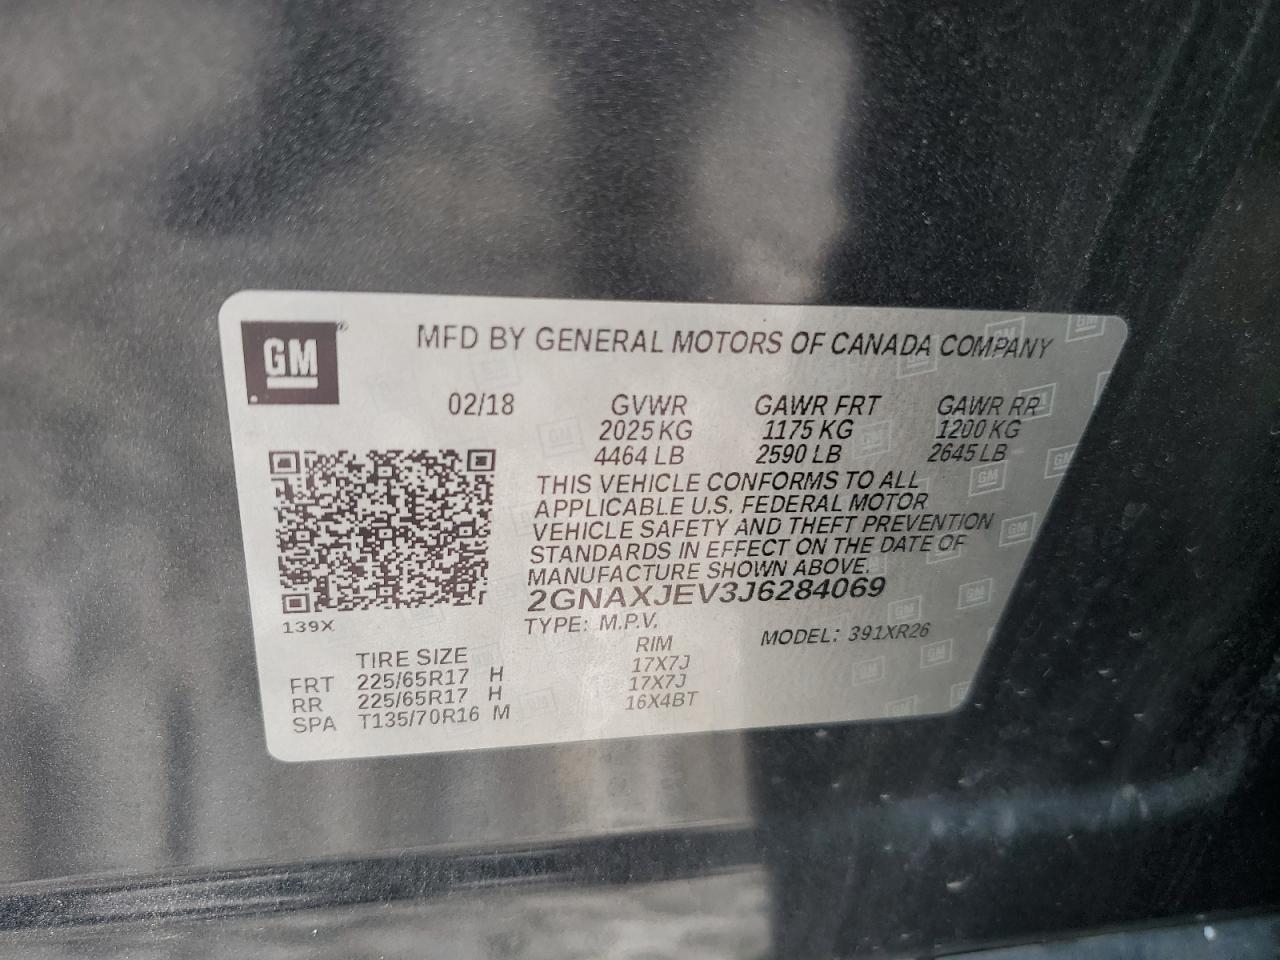 GM
MFD BY GENERAL MOTORS OF CANADA COMPANY
02/18 GVWR GAWR FRT GAWR RR
2025 KG 1175 KG 1200 KG
4464 LB 2590 LB 2645 LB
THIS VEHICLE CONFORMS TO ALL
APPLICABLE U.S. FEDERAL MOTOR
VEHICLE SAFETY AND THEFT PREVENTION
STANDARDS IN EFFECT ON THE DATE OF
MANUFACTURE SHOWN ABOVE.
2GNAXJEV3J6284069
139X
TYPE: M.P.V. MODEL: 391XR26
TIRE SIZE RIM
FRT 225/65R17 H 17X7J
RR 225/65R17 H 17X7J
SPA T135/70R16 M 16X4BT